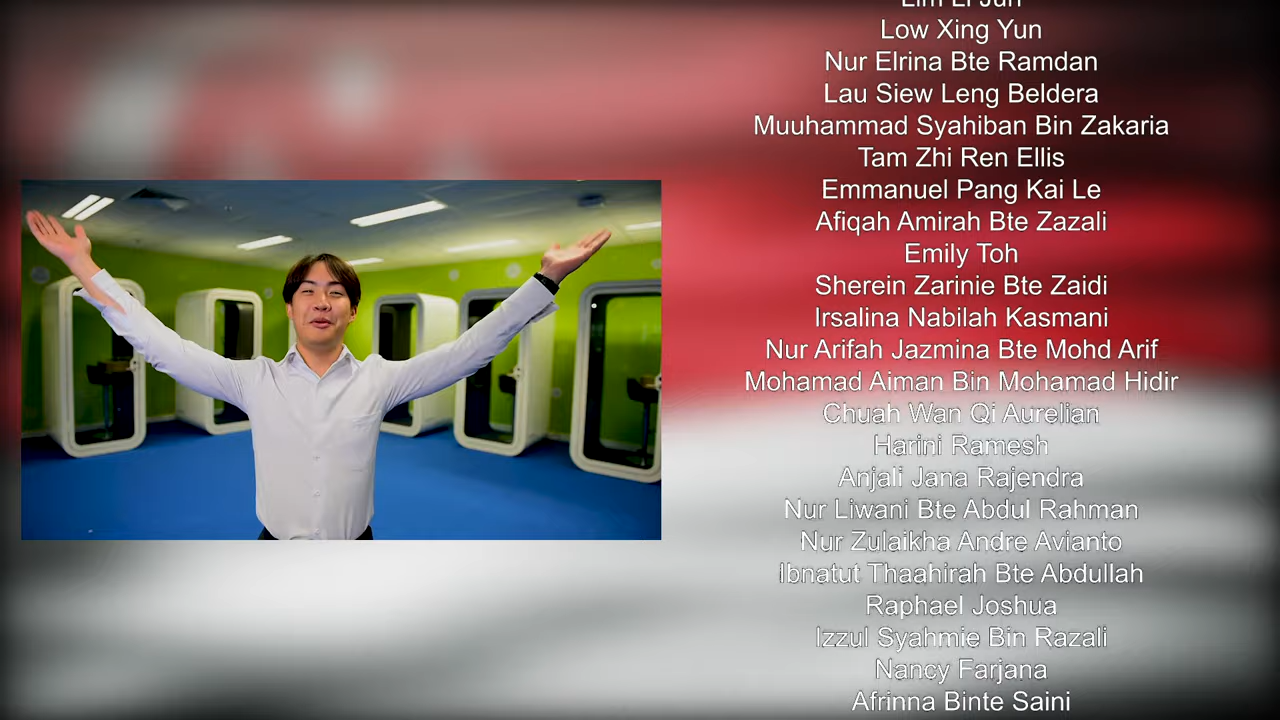 Lim Li Jun
Low Xing Yun
Nur Elrina Bte Ramdan
Lau Siew Leng Beldera
Muuhammad Syahiban Bin Zakaria
Tam Zhi Ren Ellis
Emmanuel Pang Kai Le
Afiqah Amirah Bte Zazali
Emily Toh
Sherein Zarinie Bte Zaidi
Irsalina Nabilah Kasmani
Nur Arifah Jazmina Bte Mohd Arif
Mohamad Aiman Bin Mohamad Hidir
Chuah Wan Qi Aurelian
Harini Ramesh
Anjali Jana Rajendra
Nur Liwani Bte Abdul Rahman
Nur Zulaikha Andre Avianto
Ibnatut Thaahirah Bte Abdullah
Raphael Joshua
Izzul Syahmie Bin Razali
Nancy Farjana
Afrinna Binte Saini